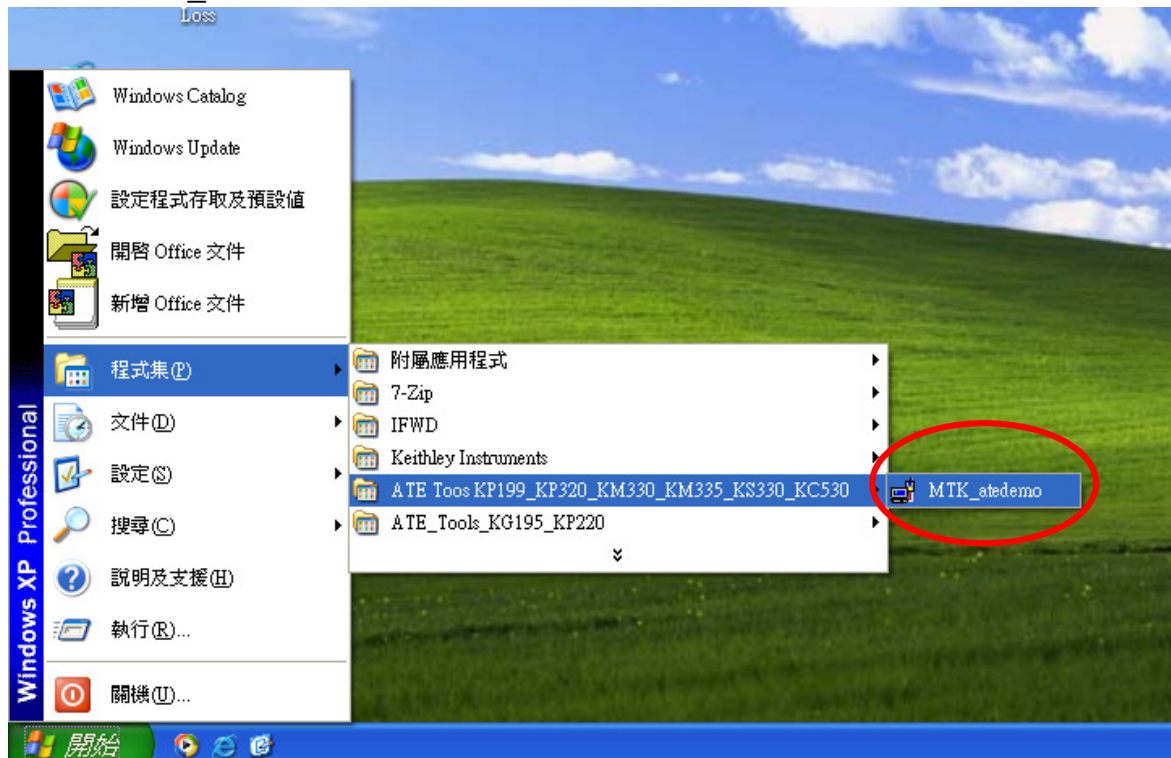 Loss
Windows Catalog
Windows Update
設定程式存取及預設值
開啓 Office 文件
新增 Office 文件
程式集(P)
文件(D)
設定(S)
搜尋(C)
說明及支援(H)
執行(R)...
關機(U)...
Windows XP Professional
附屬應用程式
7-Zip
IFWD
Keithley Instruments
ATE Toos KP199_KP320_KM330_KM335_KS330_KC530
ATE_Tools_KG195_KP220
MTK_atedemo
開始